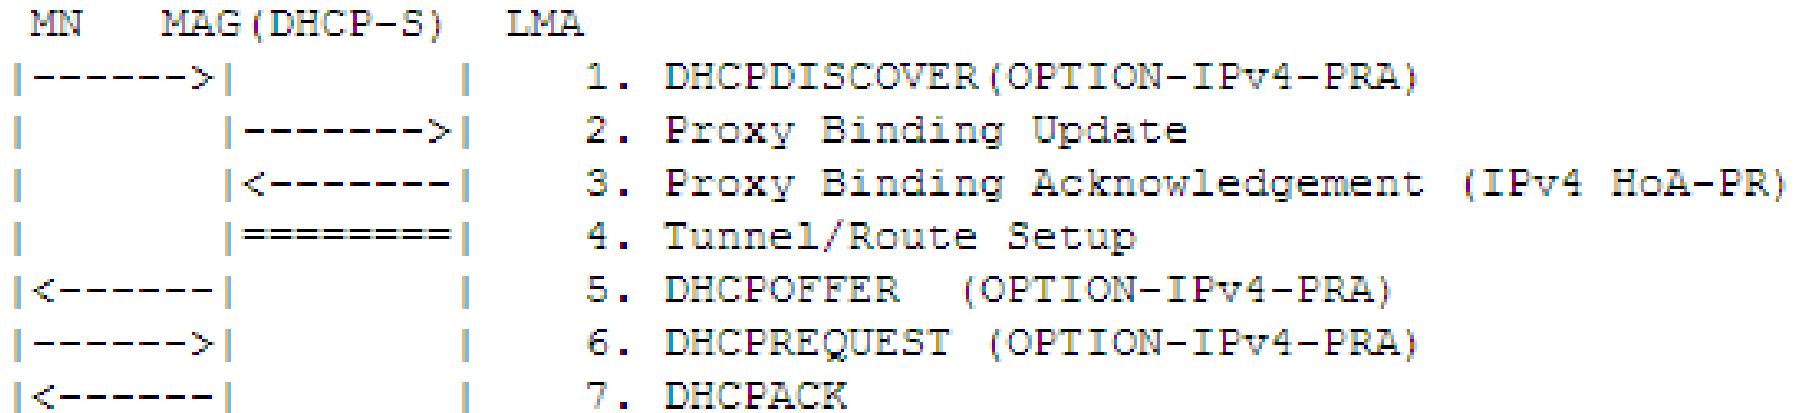 MN   MAG(DHCP-S)   LMA
|------>|         |    1. DHCPDISCOVER(OPTION-IPv4-PRA)
|       |-------->|    2. Proxy Binding Update
|       |<--------|    3. Proxy Binding Acknowledgement (IPv4 HoA-PR)
|       |========|    4. Tunnel/Route Setup
|<------|         |    5. DHCPOFFER  (OPTION-IPv4-PRA)
|------>|         |    6. DHCPREQUEST (OPTION-IPv4-PRA)
|<------|         |    7. DHCPACK